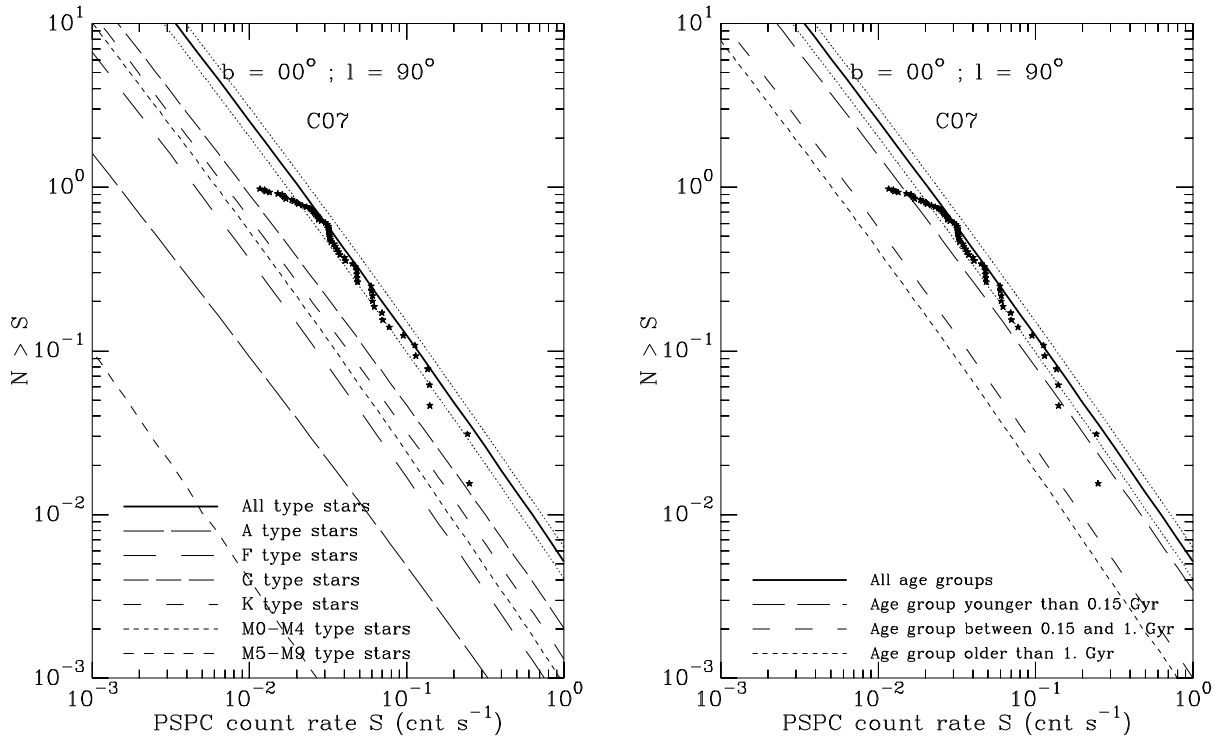 b = 00° ; l = 90°
C07
10^1
10^0
10^-1
10^-2
10^-3
N > S
All type stars
A type stars
F type stars
G type stars
K type stars
M0-M4 type stars
M5-M9 type stars
10^-3
10^-2
10^-1
10^0
PSPC count rate S (cnt s^-1)
b = 00° ; l = 90°
C07
10^1
10^0
10^-1
10^-2
10^-3
N > S
All age groups
Age group younger than 0.15 Gyr
Age group between 0.15 and 1. Gyr
Age group older than 1. Gyr
10^-3
10^-2
10^-1
10^0
PSPC count rate S (cnt s^-1)